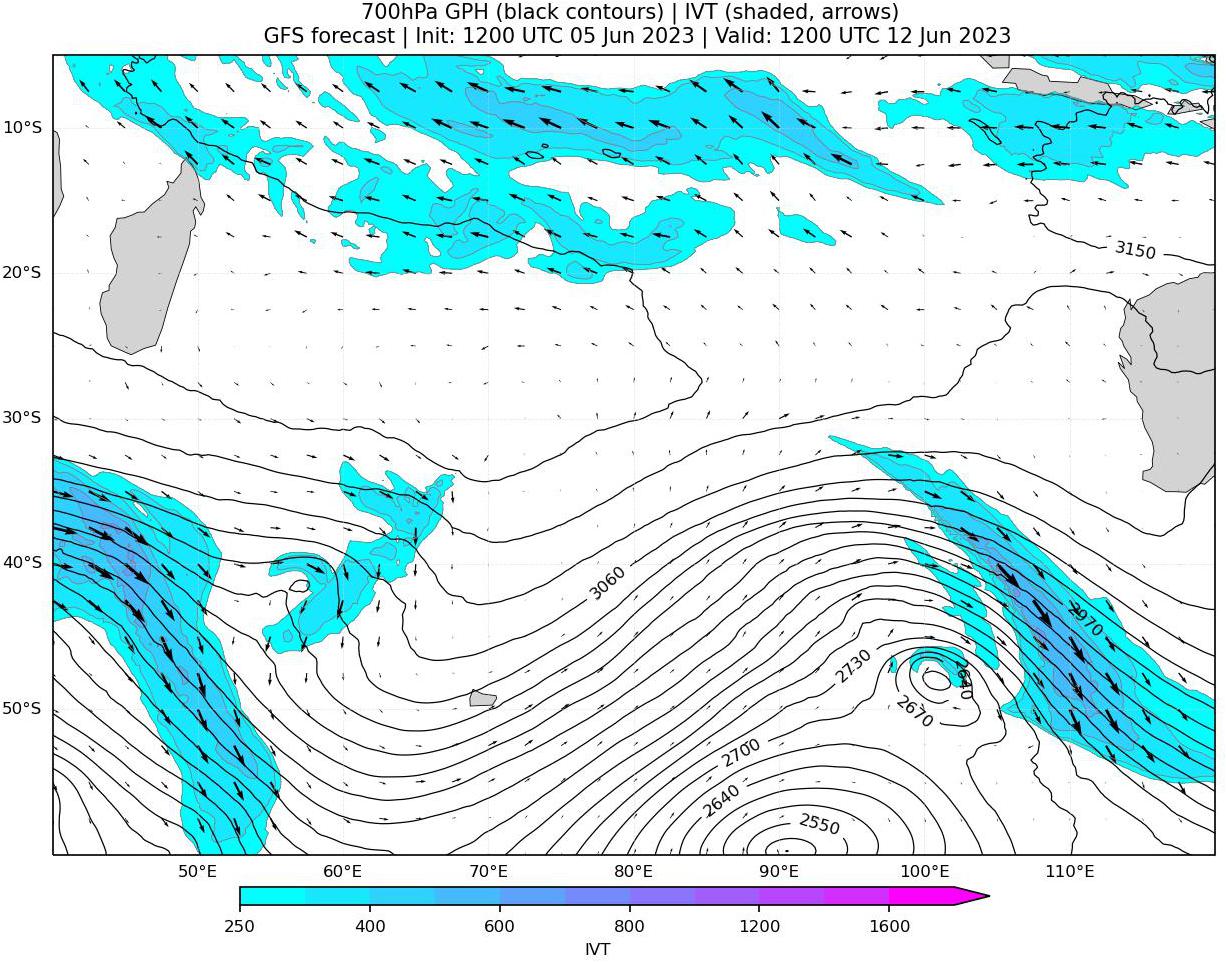 700hPa GPH (black contours) | IVT (shaded, arrows)
GFS forecast | Init: 1200 UTC 05 Jun 2023 | Valid: 1200 UTC 12 Jun 2023
10°S
3150
20°S
30°S
40°S
3060
2970
2730
2640
50°S
2670
2700
2640
2550
50°E 60°E 70°E 80°E 90°E 100°E 110°E
250 400 600 800 1200 1600
IVT